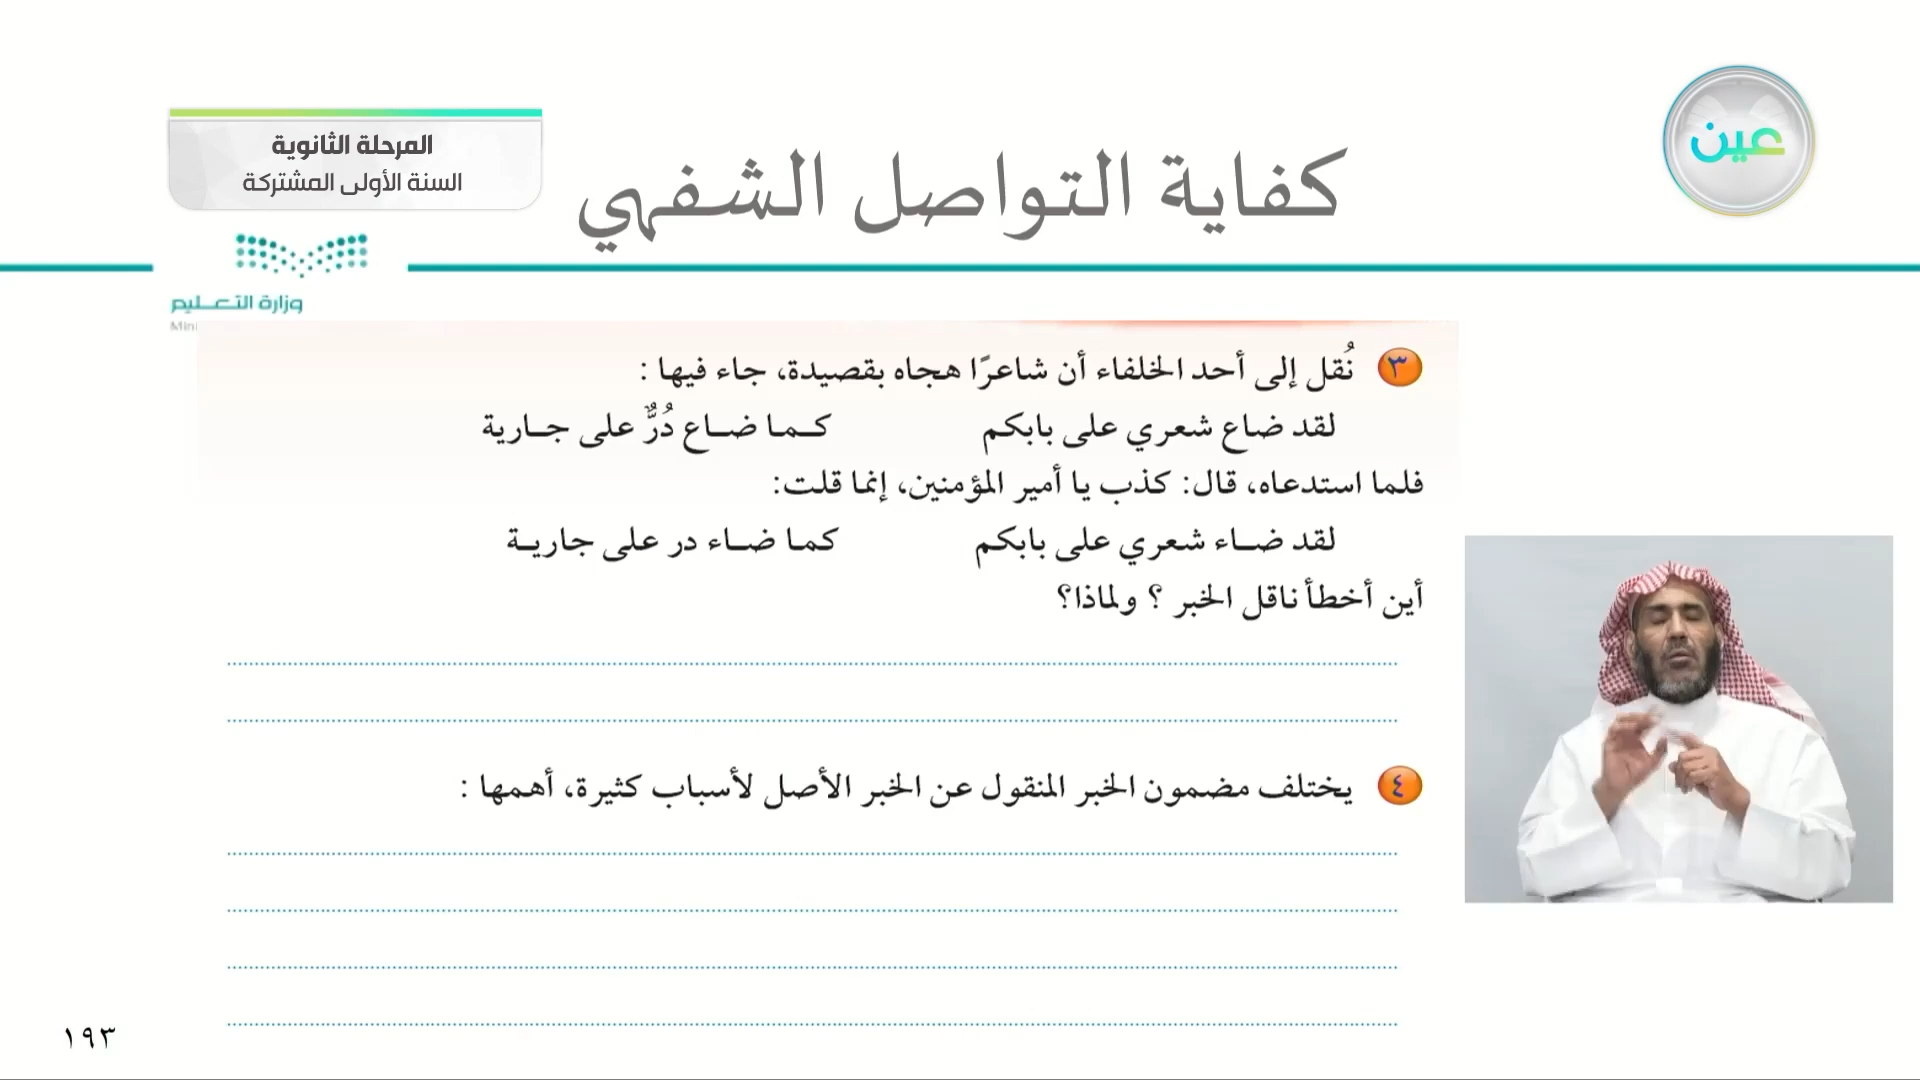 عين
كفاية التواصل الشفهي
المرحلة الثانوية
السنة الأولى المشتركة
وزارة التعليم
Mini
٣ نُقل إلى أحد الخلفاء أن شاعرًا هجاه بقصيدة، جاء فيها :
لقد ضاع شعري على بابكم كما ضاع دُرٌّ على جارية
فلما استدعاه، قال: كذب يا أمير المؤمنين، إنما قلت:
لقد ضاء شعري على بابكم كما ضاء در على جارية
أين أخطأ ناقل الخبر ؟ ولماذا؟
٤ يختلف مضمون الخبر المنقول عن الخبر الأصل لأسباب كثيرة، أهمها :
١٩٣